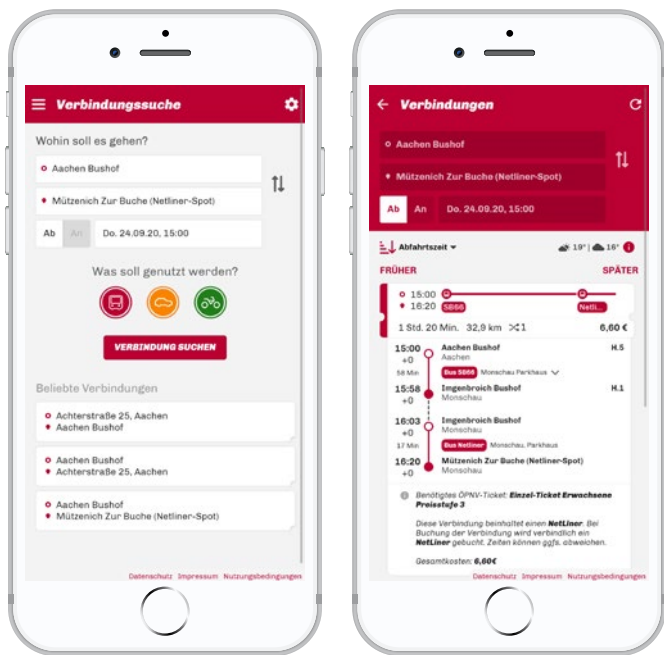 Verbindungssuche
Wohin soll es gehen?
Aachen Bushof
Mützenich Zur Buche (Netliner-Spot)
Ab An Do. 24.09.20, 15:00
Was soll genutzt werden?
VERBINDUNG SUCHEN
Beliebte Verbindungen
Achterstraße 25, Aachen
Aachen Bushof
Aachen Bushof
Achterstraße 25, Aachen
Aachen Bushof
Mützenich Zur Buche (Netliner-Spot)
Datenschutz Impressum Nutzungsbedingungen
Verbindungen
Aachen Bushof
Mützenich Zur Buche (Netliner-Spot)
Ab An Do. 24.09.20, 15:00
Abfahrtszeit 19° | 16°
FRÜHER SPÄTER
15:00
16:20 SB66 Netli...
1 Std. 20 Min. 32,9 km 1 6,60 €
15:00 Aachen Bushof H.5
+0 Aachen
58 Min Bus SB66 Monschau Parkhaus
15:58 Imgenbroich Bushof H.1
+0 Monschau
16:03 Imgenbroich Bushof
+0 Monschau
17 Min Bus Netliner Monschau, Parkhaus
16:20 Mützenich Zur Buche (Netliner-Spot)
+0 Monschau
Benötigtes ÖPNV-Ticket: Einzel-Ticket Erwachsene
Preisstufe 3
Diese Verbindung beinhaltet einen NetLiner. Bei
Buchung der Verbindung wird verbindlich ein
NetLiner gebucht. Zeiten können ggfs. abweichen.
Gesamtkosten: 6,60€
Datenschutz Impressum Nutzungsbedingungen